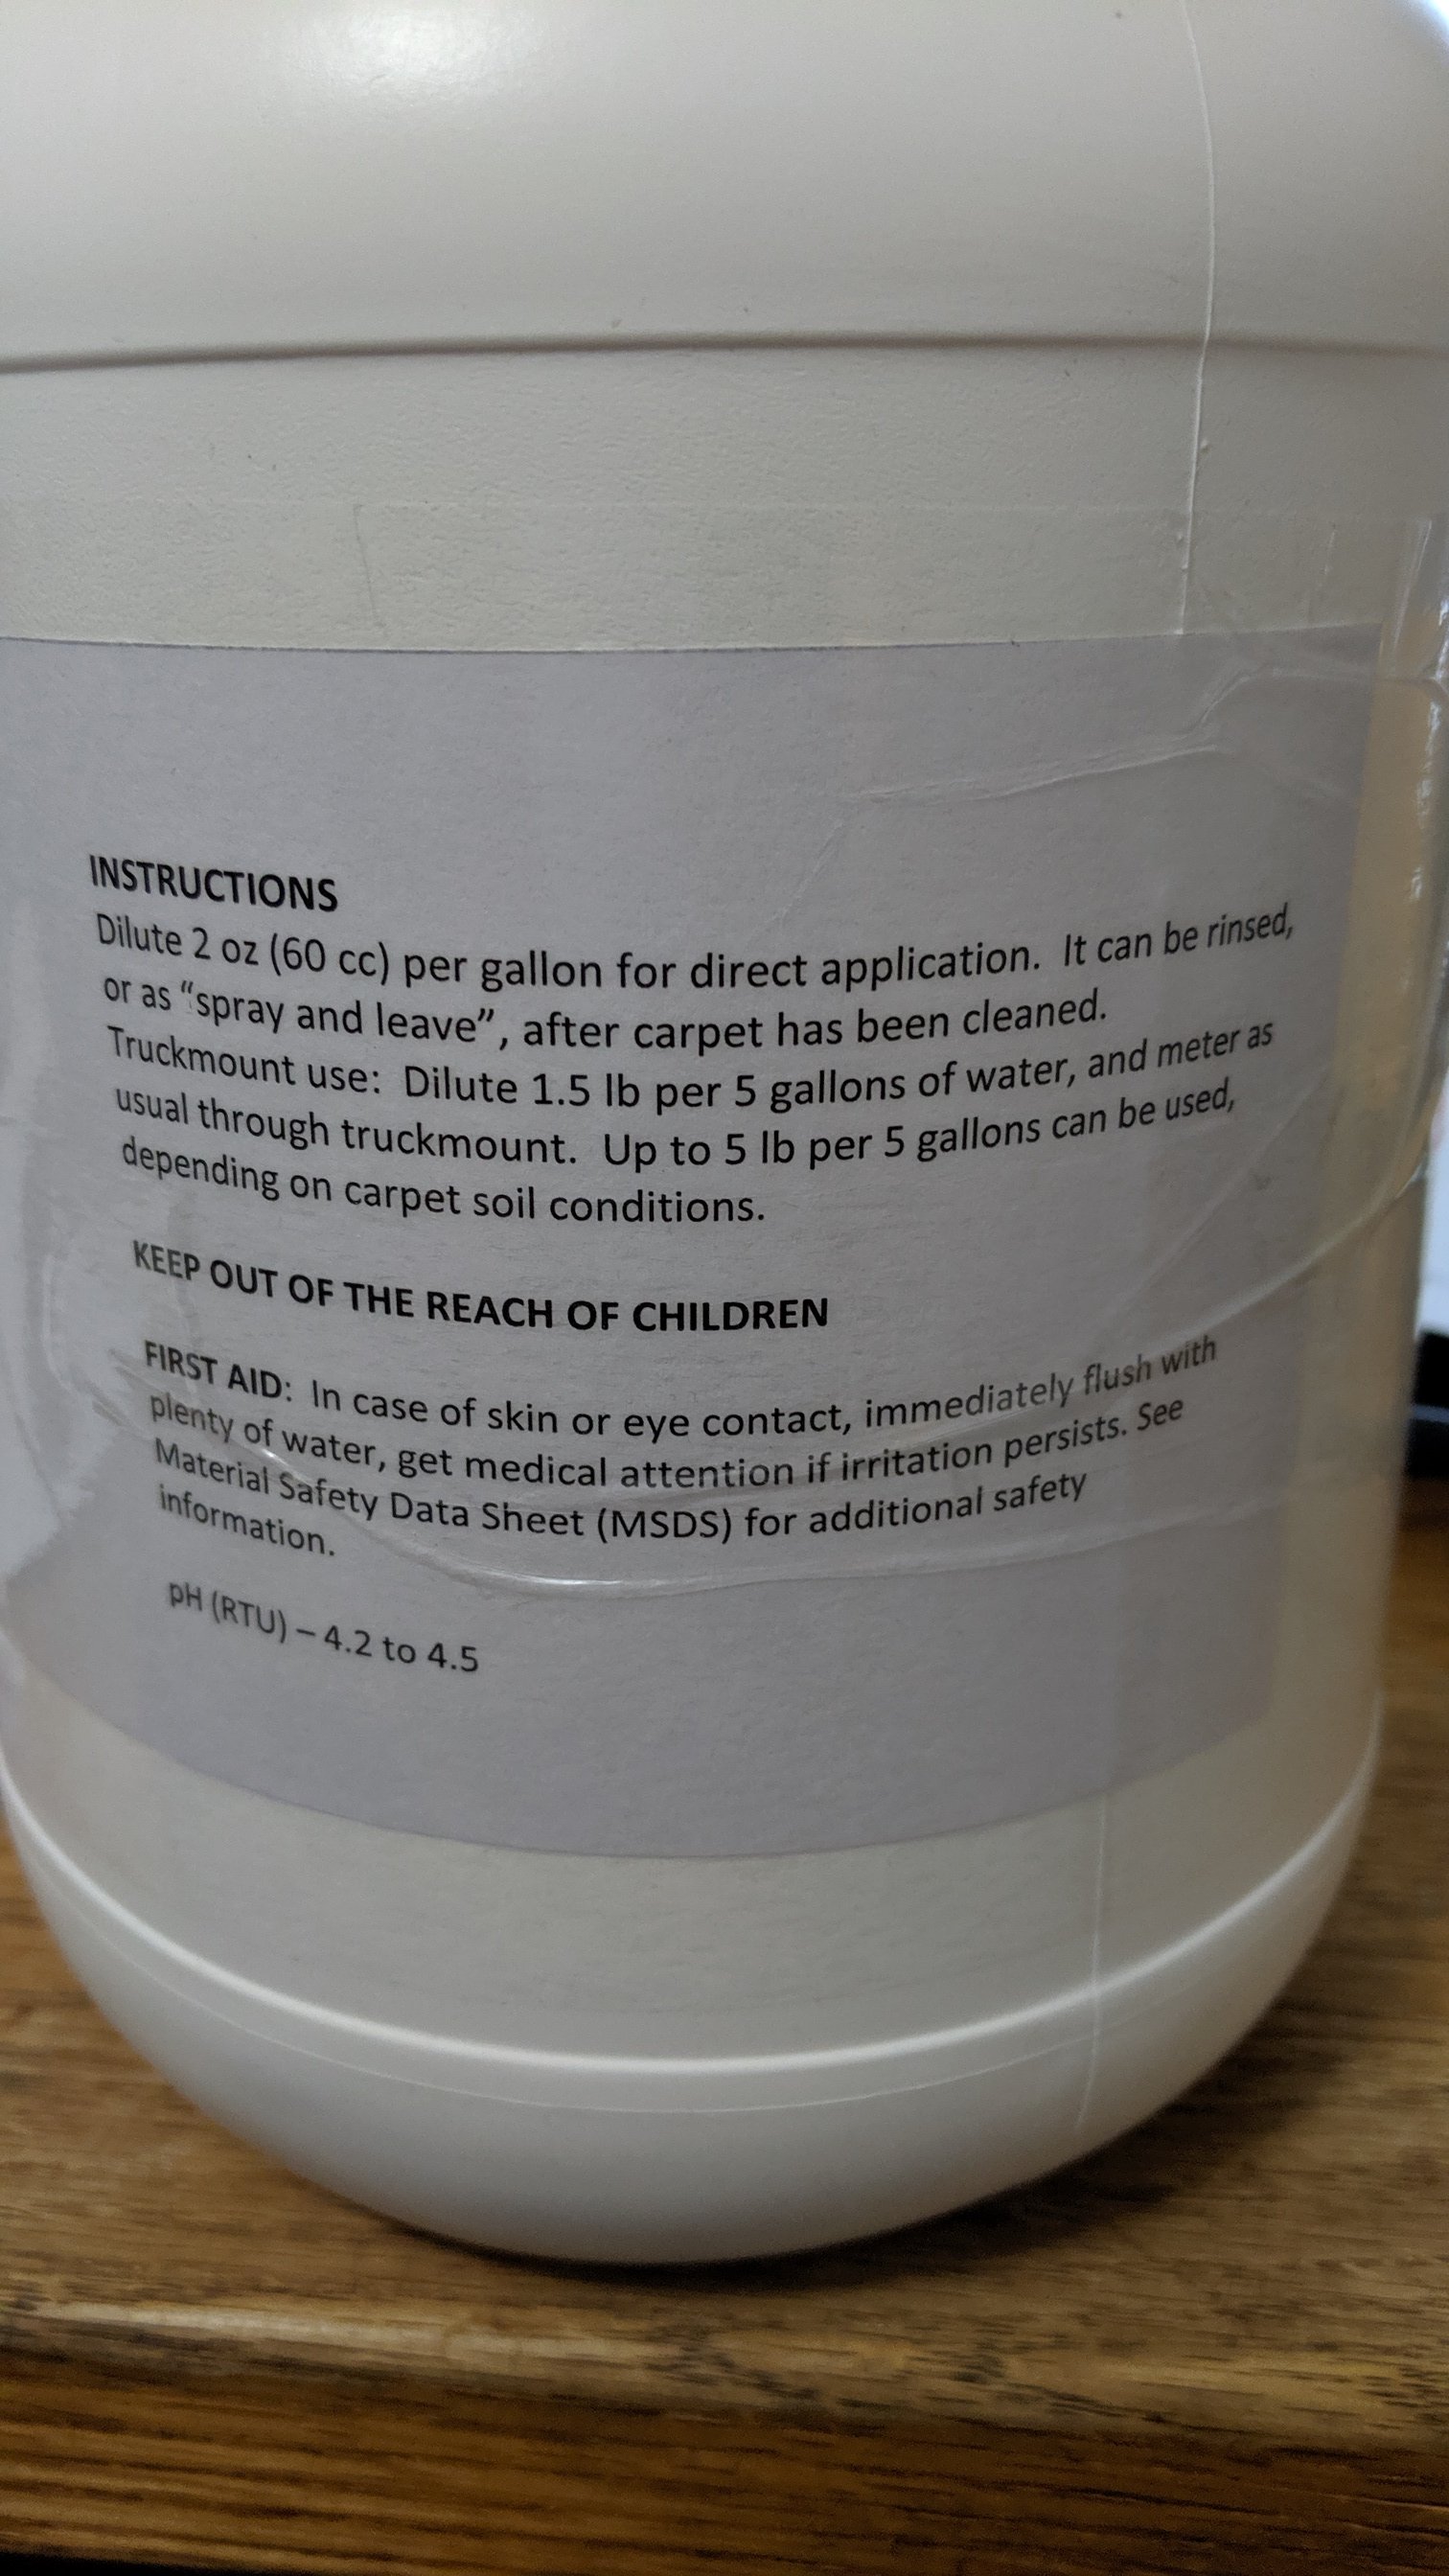 INSTRUCTIONS
Dilute 2 oz (60 cc) per gallon for direct application.  It can be rinsed,
or as “spray and leave”, after carpet has been cleaned.
Truckmount use:  Dilute 1.5 lb per 5 gallons of water, and meter as
usual through truckmount.  Up to 5 lb per 5 gallons can be used,
depending on carpet soil conditions.
KEEP OUT OF THE REACH OF CHILDREN
FIRST AID:  In case of skin or eye contact, immediately flush with
plenty of water, get medical attention if irritation persists. See
Material Safety Data Sheet (MSDS) for additional safety
information.
pH (RTU) – 4.2 to 4.5